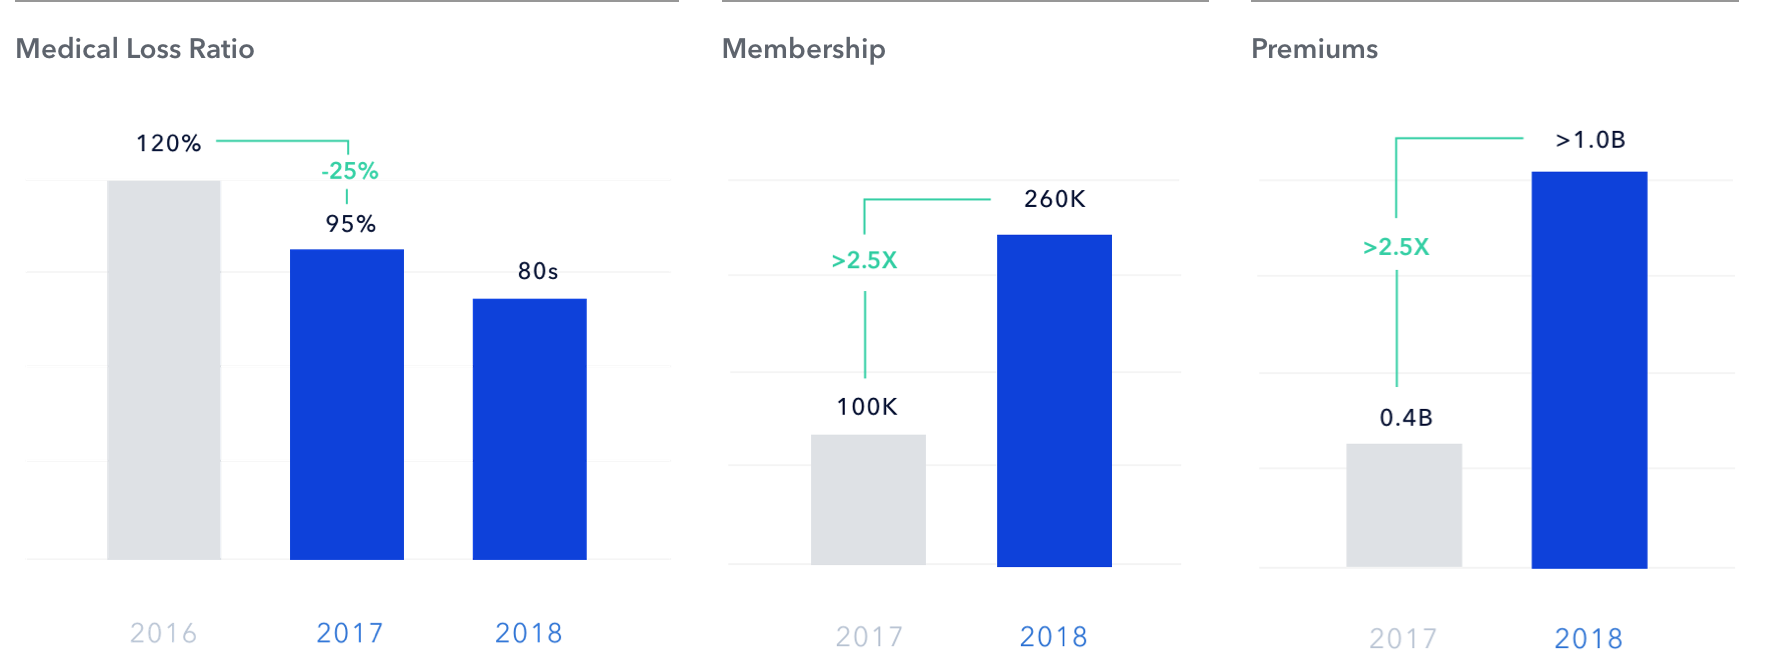 Medical Loss Ratio
120%
-25%
95%
80s
2016
2017
2018
Membership
260K
>2.5X
100K
2017
2018
Premiums
>1.0B
>2.5X
0.4B
2017
2018